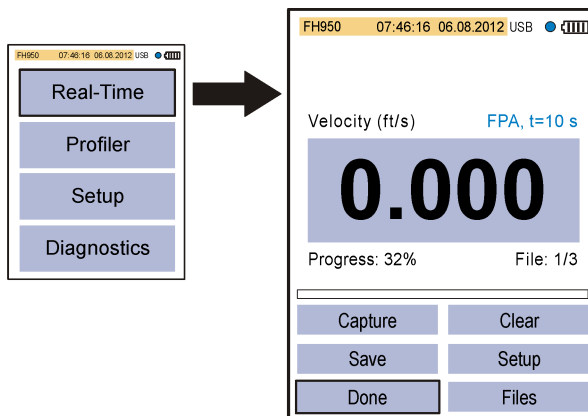 FH950 07:46:16 06.08.2012 USB
Real-Time
Profiler
Setup
Diagnostics
FH950 07:46:16 06.08.2012 USB
Velocity (ft/s) FPA, t=10 s
0.000
Progress: 32% File: 1/3
Capture Clear
Save Setup
Done Files